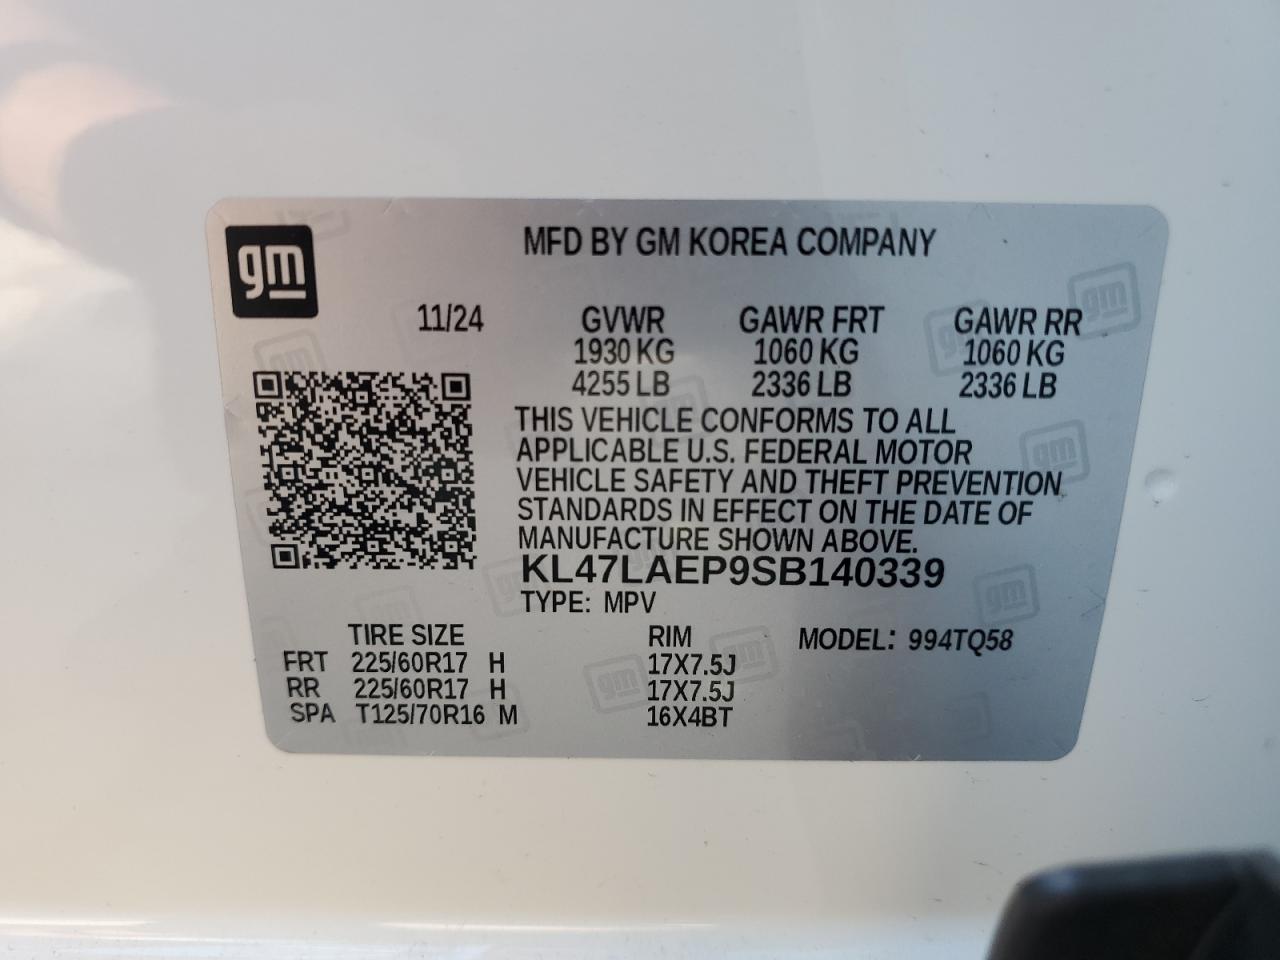 gm
MFD BY GM KOREA COMPANY
11/24 GVWR GAWR FRT GAWR RR
1930 KG 1060 KG 1060 KG
4255 LB 2336 LB 2336 LB
THIS VEHICLE CONFORMS TO ALL
APPLICABLE U.S. FEDERAL MOTOR
VEHICLE SAFETY AND THEFT PREVENTION
STANDARDS IN EFFECT ON THE DATE OF
MANUFACTURE SHOWN ABOVE.
KL47LAEP9SB140339
TYPE: MPV
TIRE SIZE RIM MODEL: 994TQ58
FRT 225/60R17 H 17X7.5J
RR 225/60R17 H 17X7.5J
SPA T125/70R16 M 16X4BT